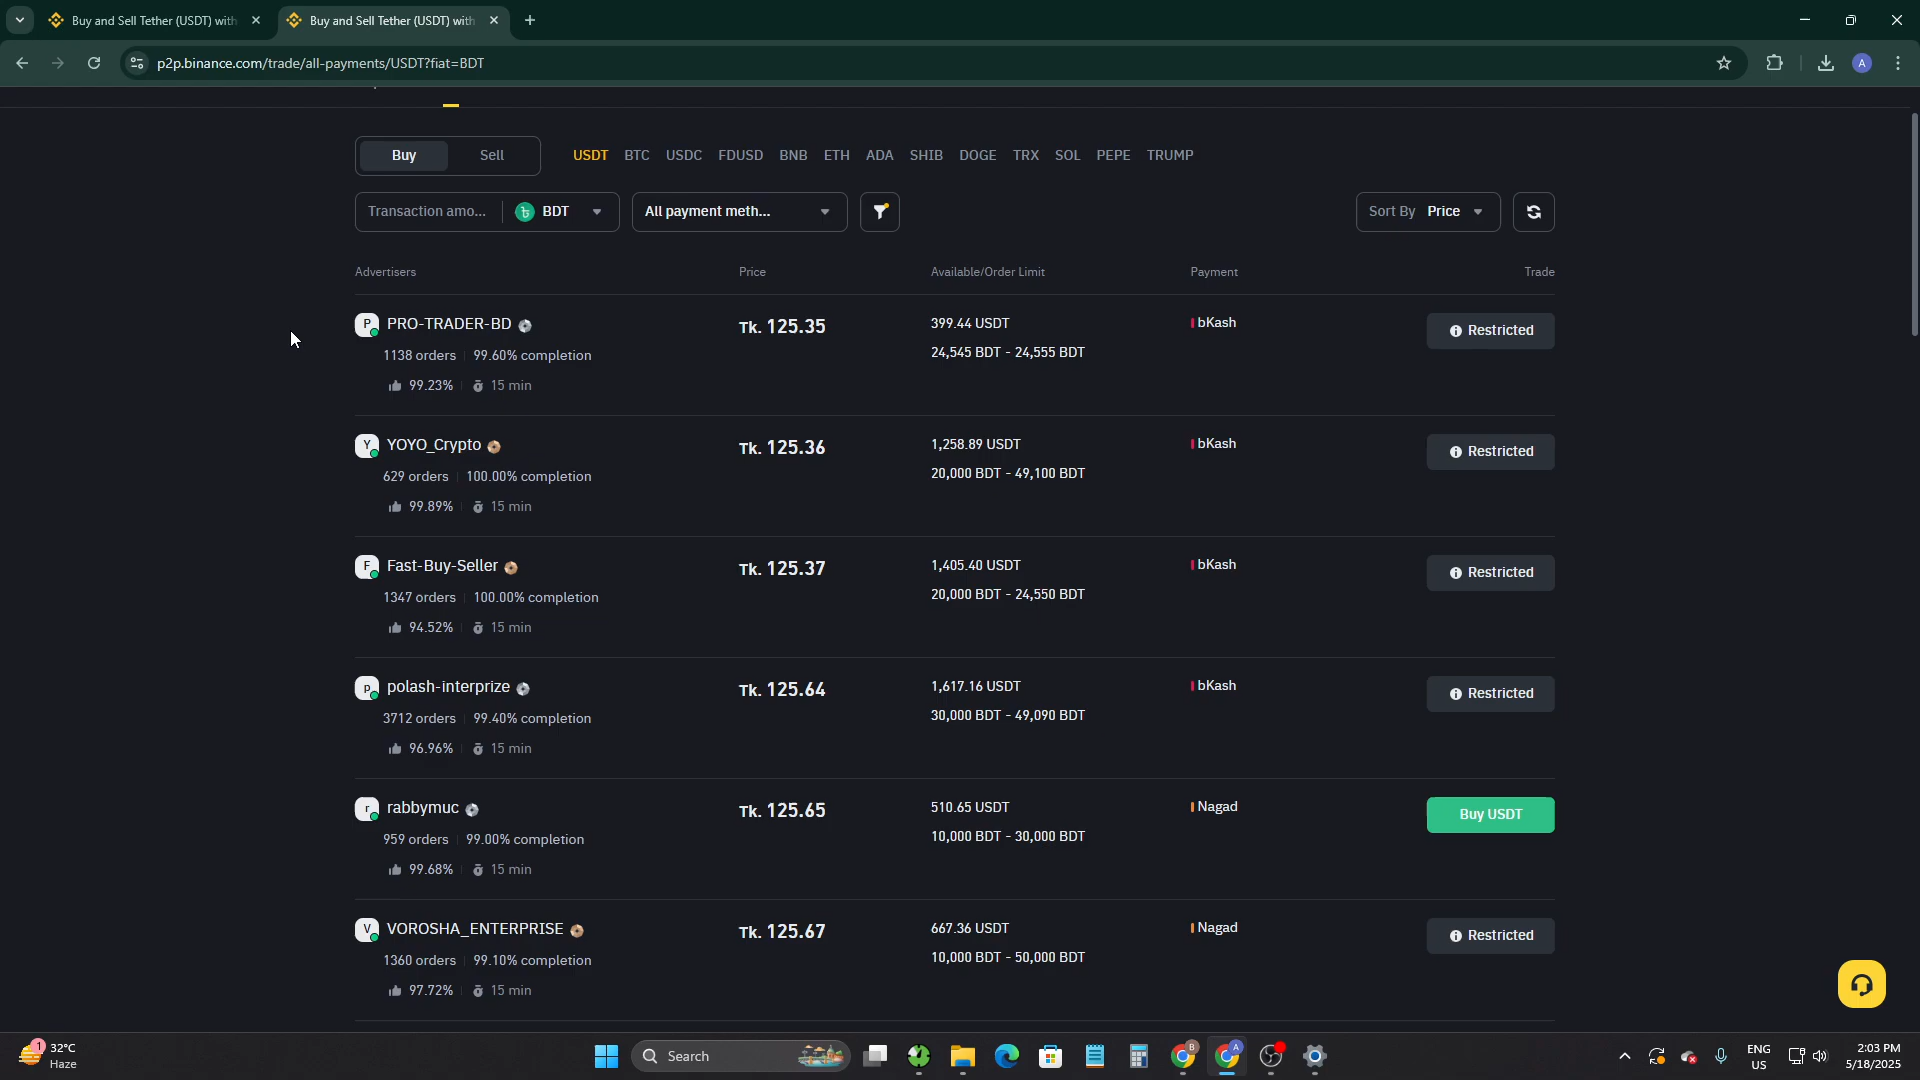 Buy and Sell Tether (USDT) with
Buy and Sell Tether (USDT) with
p2p.binance.com/trade/all-payments/USDT?fiat=BDT
A
Buy
Sell
USDT BTC USDC FDUSD BNB ETH ADA SHIB DOGE TRX SOL PEPE TRUMP
Transaction amo...
BDT
All payment meth...
Sort By Price
Advertisers Price Available/Order Limit Payment Trade
P PRO-TRADER-BD Tk. 125.35 399.44 USDT bKash Restricted
1138 orders 99.60% completion 24,545 BDT - 24,555 BDT
99.23% 15 min
Y YOYO_Crypto Tk. 125.36 1,258.89 USDT bKash Restricted
629 orders 100.00% completion 20,000 BDT - 49,100 BDT
99.89% 15 min
F Fast-Buy-Seller Tk. 125.37 1,405.40 USDT bKash Restricted
1347 orders 100.00% completion 20,000 BDT - 24,550 BDT
94.52% 15 min
p polash-interprize Tk. 125.64 1,617.16 USDT bKash Restricted
3712 orders 99.40% completion 30,000 BDT - 49,090 BDT
96.96% 15 min
r rabbymuc Tk. 125.65 510.65 USDT Nagad Buy USDT
959 orders 99.00% completion 10,000 BDT - 30,000 BDT
99.68% 15 min
V VOROSHA_ENTERPRISE Tk. 125.67 667.36 USDT Nagad Restricted
1360 orders 99.10% completion 10,000 BDT - 50,000 BDT
97.72% 15 min
1
32°C
Haze
Search
B
A
ENG
US
2:03 PM
5/18/2025